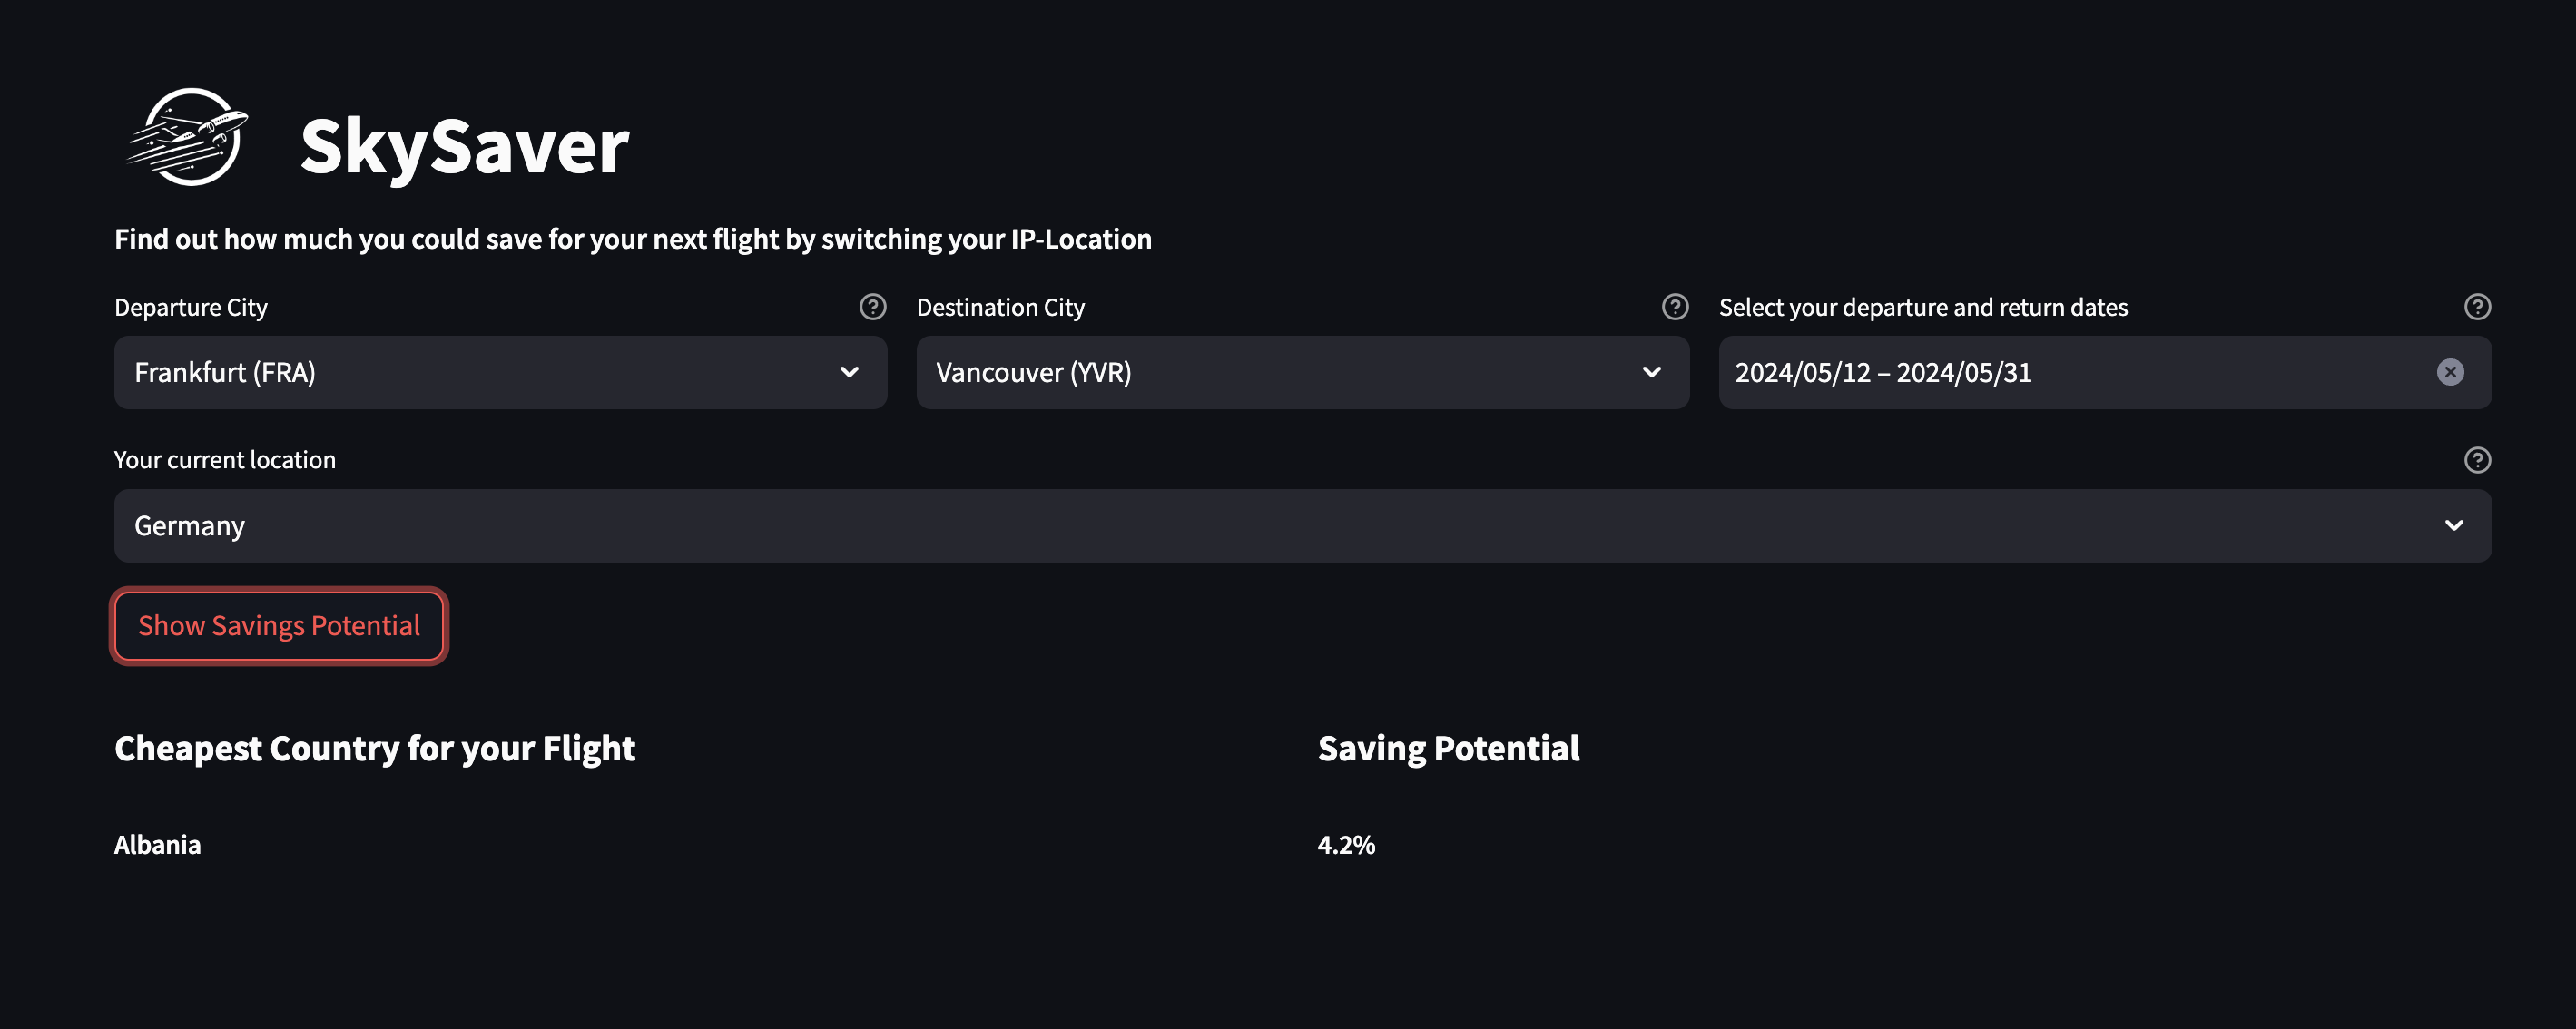 SkySaver
Find out how much you could save for your next flight by switching your IP-Location
Departure City
Destination City
Select your departure and return dates
Frankfurt (FRA)
Vancouver (YVR)
2024/05/12 – 2024/05/31
Your current location
Germany
Show Savings Potential
Cheapest Country for your Flight
Saving Potential
Albania
4.2%